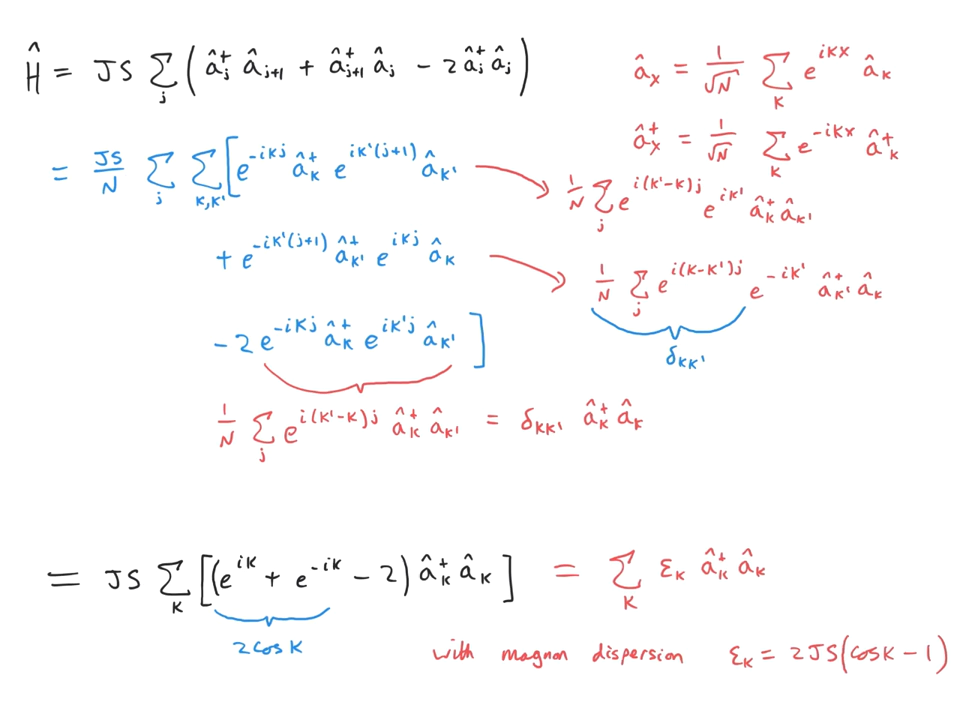 Ĥ = JS ∑_j ( â_j^† â_{j+1} + â_{j+1}^† â_j − 2 â_j^† â_j )
â_x = 1/√N ∑_K e^{iKx} â_K
â_x^† = 1/√N ∑_K e^{-iKx} â_K^†
= JS/N ∑_j ∑_{K,K'} [ e^{-iKj} â_K^† e^{iK'(j+1)} â_{K'}
1/N ∑_j e^{i(K'-K)j} e^{iK'} â_K^† â_{K'}
+ e^{-iK'(j+1)} â_{K'}^† e^{iKj} â_K
1/N ∑_j e^{i(K-K')j} e^{-iK'} â_{K'}^† â_K
δ_{KK'}
− 2 e^{-iKj} â_K^† e^{iK'j} â_{K'} ]
1/N ∑_j e^{i(K'-K)j} â_K^† â_{K'} = δ_{KK'} â_K^† â_K
= JS ∑_K [ (e^{iK} + e^{-iK} − 2) â_K^† â_K ] = ∑_K ε_K â_K^† â_K
2cosK
with magnon dispersion ε_K = 2JS(cosK − 1)